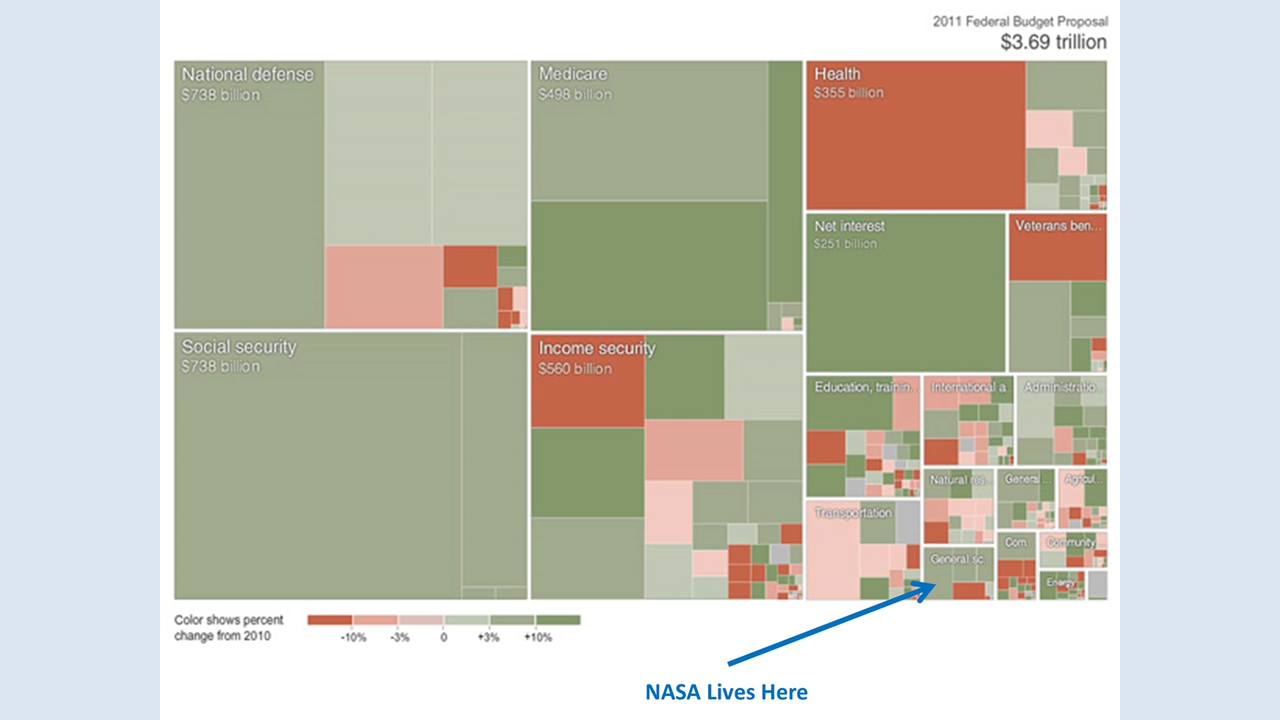 2011 Federal Budget Proposal
$3.69 trillion
National defense
$738 billion
Medicare
$498 billion
Health
$355 billion
Net interest
$251 billion
Veterans ben...
Social security
$738 billion
Income security
$560 billion
Education, trainin...
International a...
Administratio...
Natural res...
General ...
Agricul...
Transportation
General sc...
Com...
Community
Energy
Color shows percent
change from 2010
-10% -3% 0 +3% +10%
NASA Lives Here